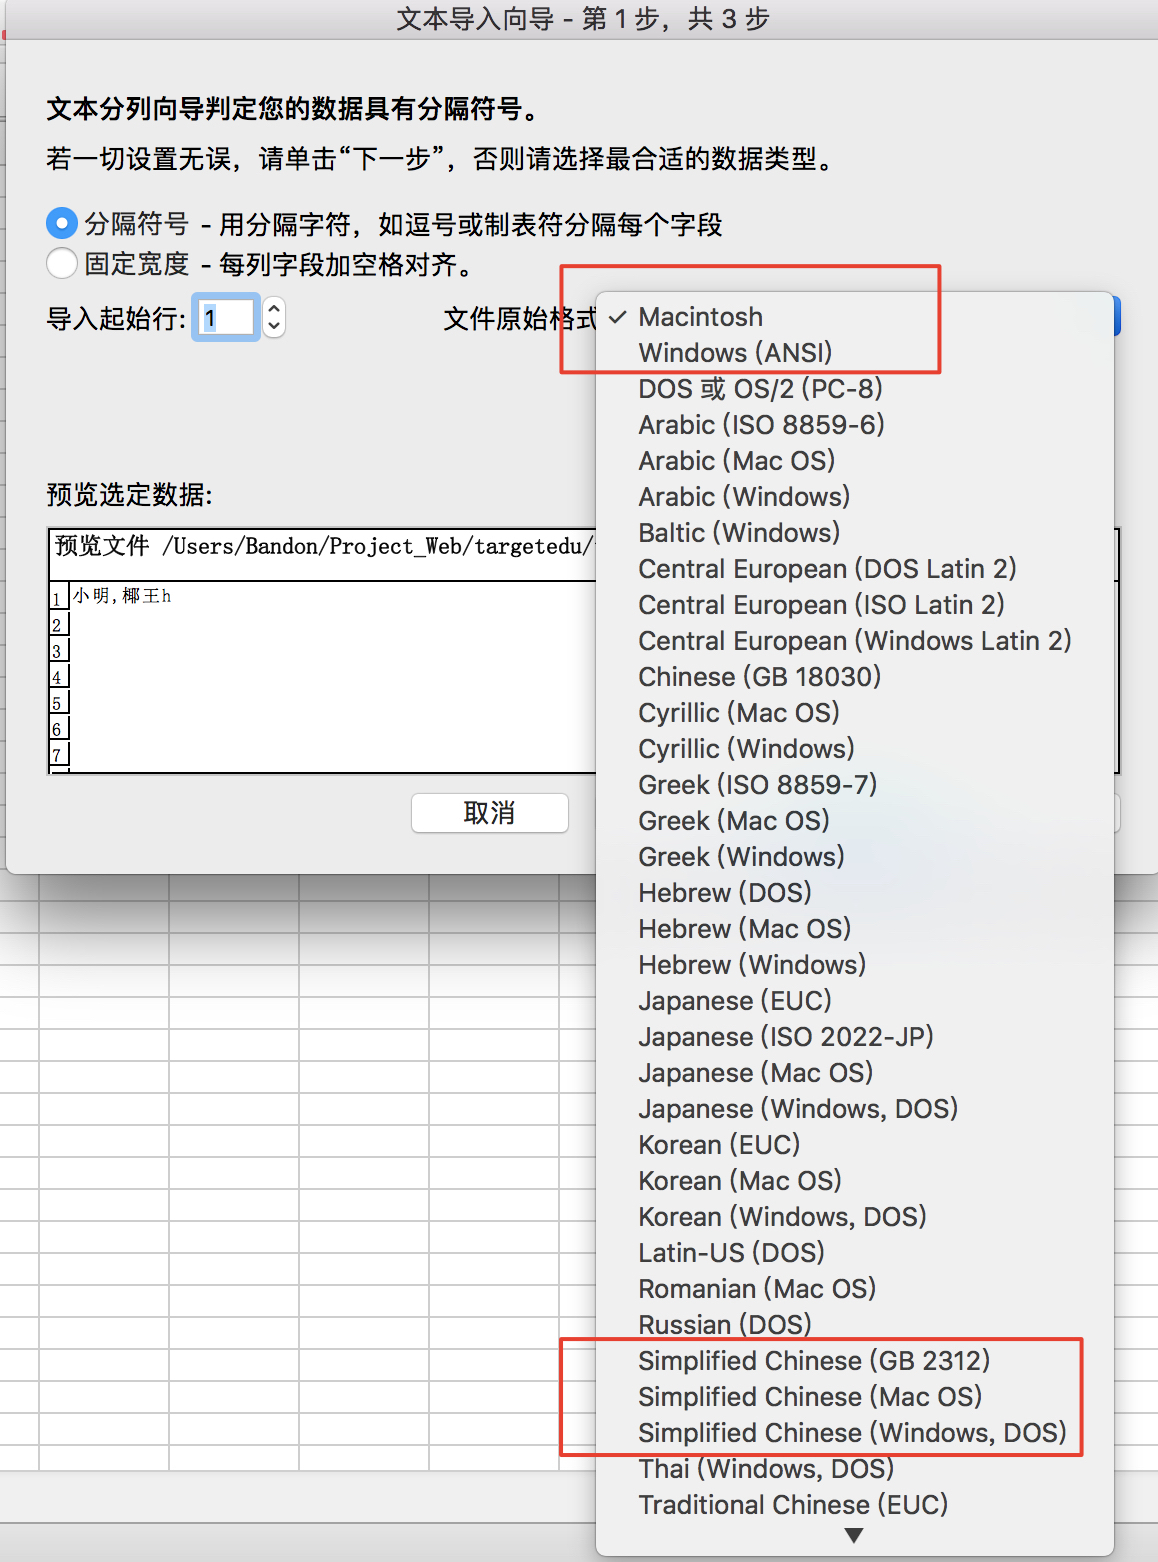 文本导入向导 - 第 1 步，共 3 步
文本分列向导判定您的数据具有分隔符号。
若一切设置无误，请单击“下一步”，否则请选择最合适的数据类型。
分隔符号 - 用分隔字符，如逗号或制表符分隔每个字段
固定宽度 - 每列字段加空格对齐。
导入起始行: 1
文件原始格式
✓ Macintosh
Windows (ANSI)
DOS 或 OS/2 (PC-8)
Arabic (ISO 8859-6)
Arabic (Mac OS)
Arabic (Windows)
Baltic (Windows)
Central European (DOS Latin 2)
Central European (ISO Latin 2)
Central European (Windows Latin 2)
Chinese (GB 18030)
Cyrillic (Mac OS)
Cyrillic (Windows)
Greek (ISO 8859-7)
Greek (Mac OS)
Greek (Windows)
Hebrew (DOS)
Hebrew (Mac OS)
Hebrew (Windows)
Japanese (EUC)
Japanese (ISO 2022-JP)
Japanese (Mac OS)
Japanese (Windows, DOS)
Korean (EUC)
Korean (Mac OS)
Korean (Windows, DOS)
Latin-US (DOS)
Romanian (Mac OS)
Russian (DOS)
Simplified Chinese (GB 2312)
Simplified Chinese (Mac OS)
Simplified Chinese (Windows, DOS)
Thai (Windows, DOS)
Traditional Chinese (EUC)
预览选定数据:
预览文件 /Users/Bandon/Project_Web/targetedu/
1 小明,椰王h
2
3
4
5
6
7
取消